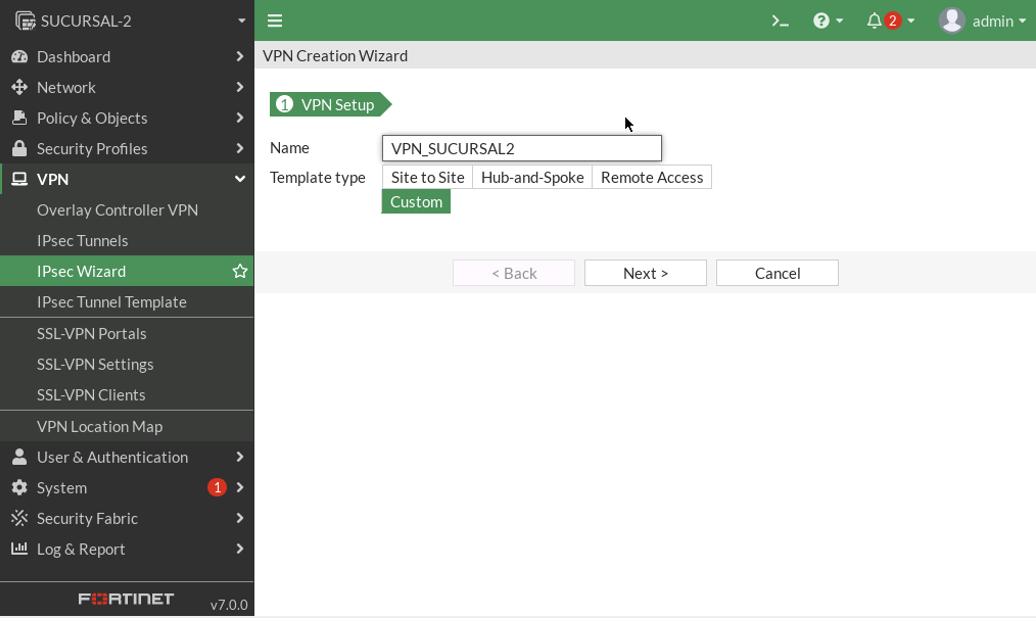 SUCURSAL-2
2
admin
Dashboard
Network
Policy & Objects
Security Profiles
VPN
Overlay Controller VPN
IPsec Tunnels
IPsec Wizard
IPsec Tunnel Template
SSL-VPN Portals
SSL-VPN Settings
SSL-VPN Clients
VPN Location Map
User & Authentication
System 1
Security Fabric
Log & Report
FORTINET v7.0.0
VPN Creation Wizard
1 VPN Setup
Name VPN_SUCURSAL2
Template type Site to Site Hub-and-Spoke Remote Access
Custom
< Back Next > Cancel